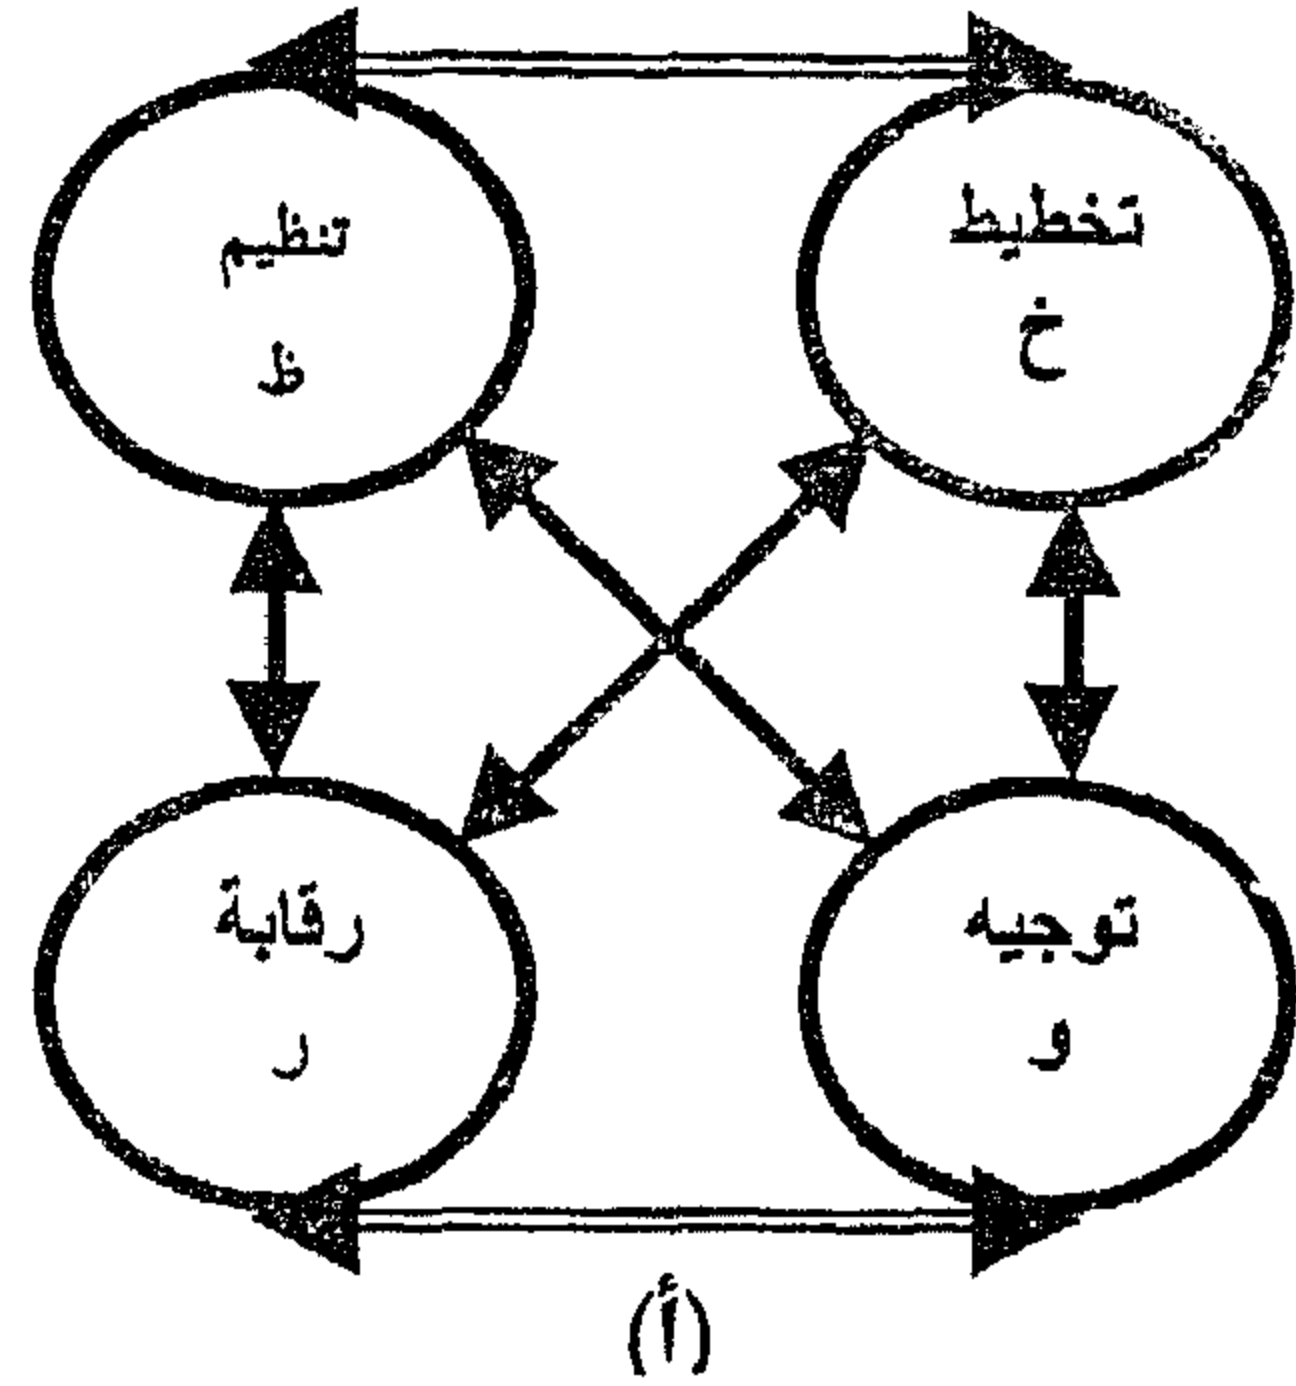 تخطيط
خ
تنظيم
ظ
توجيه
و
رقابة
ر
(أ)